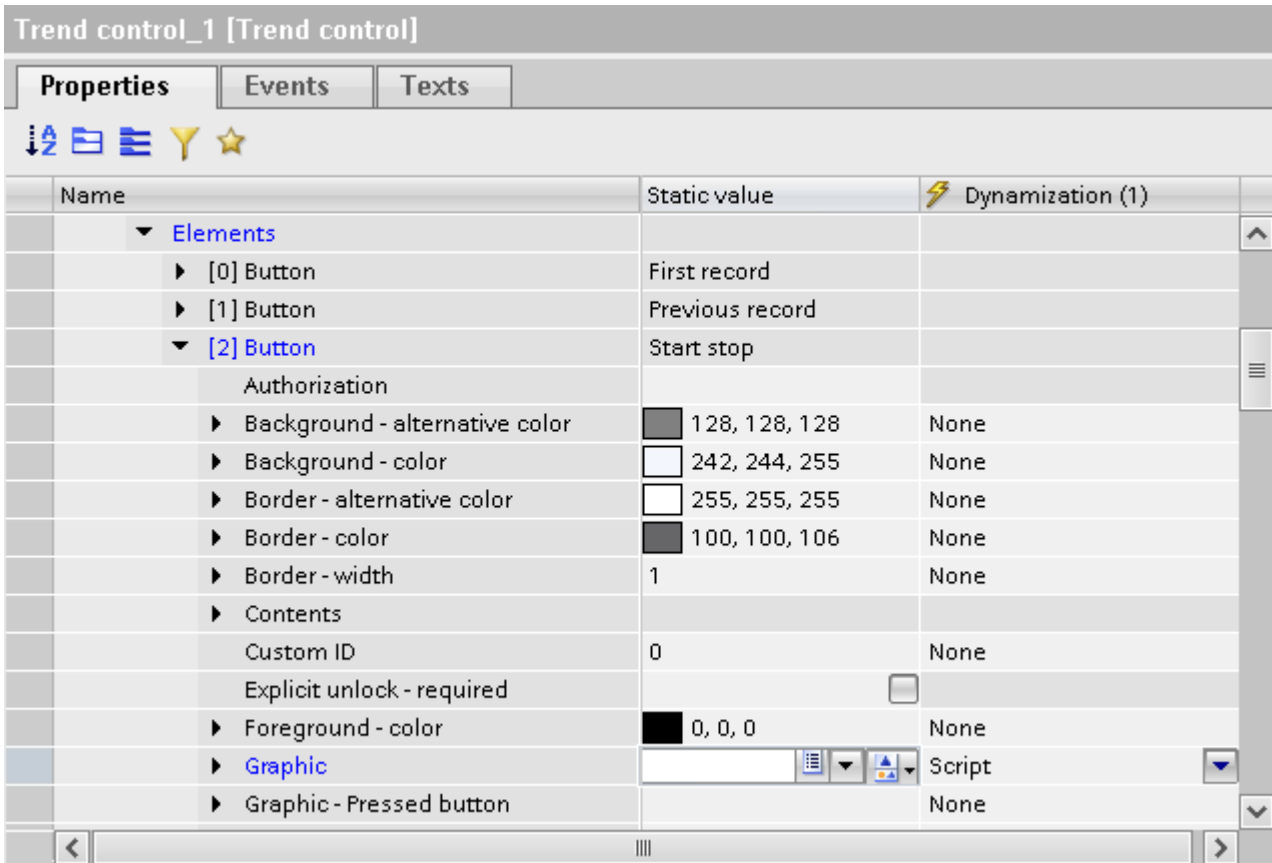 Trend control_1 [Trend control]
Properties Events Texts
Name Static value Dynamization (1)
Elements
[0] Button First record
[1] Button Previous record
[2] Button Start stop
Authorization
Background - alternative color 128, 128, 128 None
Background - color 242, 244, 255 None
Border - alternative color 255, 255, 255 None
Border - color 100, 100, 106 None
Border - width 1 None
Contents
Custom ID 0 None
Explicit unlock - required
Foreground - color 0, 0, 0 None
Graphic Script
Graphic - Pressed button None